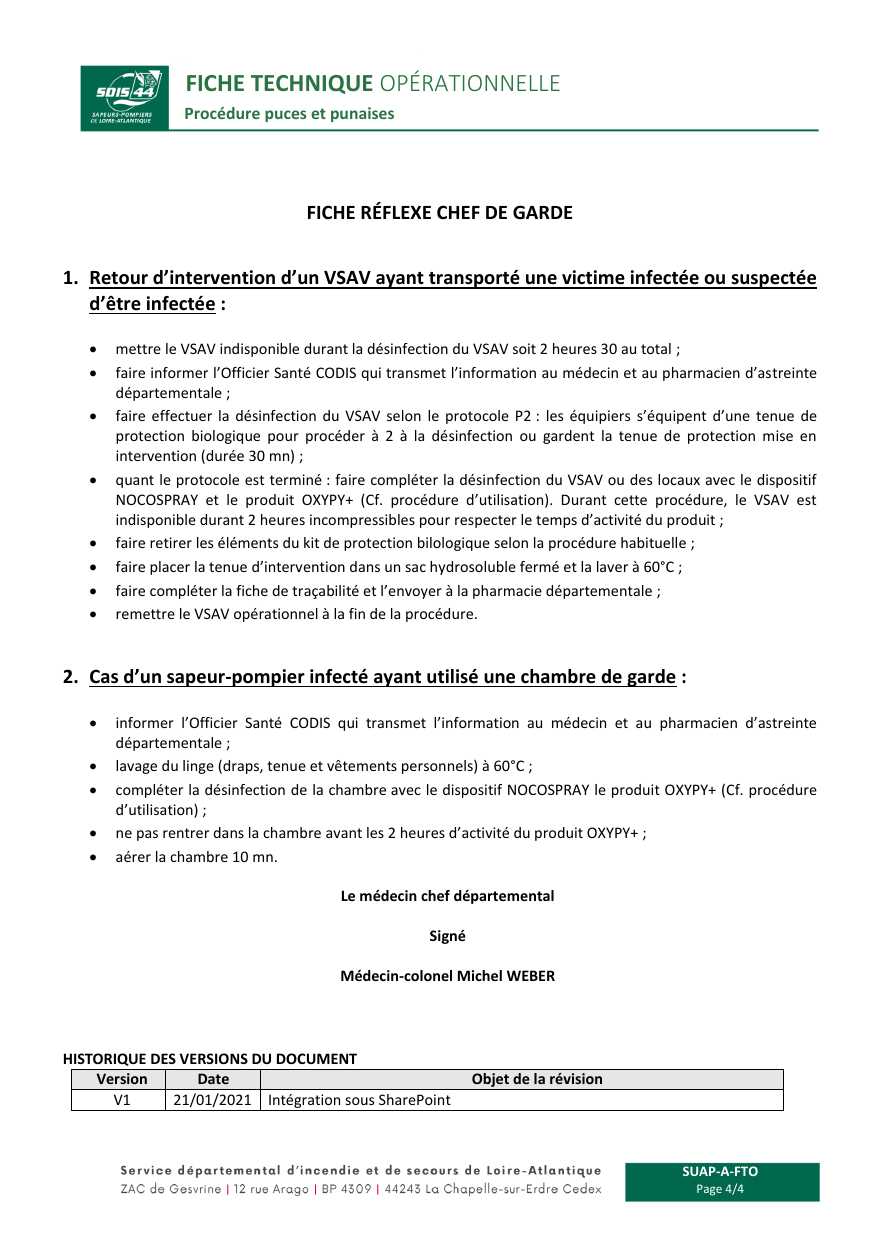 SDIS 44
SAPEURS-POMPIERS
DE LOIRE-ATLANTIQUE
FICHE TECHNIQUE OPÉRATIONNELLE
Procédure puces et punaises
FICHE RÉFLEXE CHEF DE GARDE
1. Retour d’intervention d’un VSAV ayant transporté une victime infectée ou suspectée
d’être infectée :
• mettre le VSAV indisponible durant la désinfection du VSAV soit 2 heures 30 au total ;
• faire informer l’Officier Santé CODIS qui transmet l’information au médecin et au pharmacien d’astreinte
départementale ;
• faire effectuer la désinfection du VSAV selon le protocole P2 : les équipiers s’équipent d’une tenue de
protection biologique pour procéder à 2 à la désinfection ou gardent la tenue de protection mise en
intervention (durée 30 mn) ;
• quant le protocole est terminé : faire compléter la désinfection du VSAV ou des locaux avec le dispositif
NOCOSPRAY et le produit OXYPY+ (Cf. procédure d’utilisation). Durant cette procédure, le VSAV est
indisponible durant 2 heures incompressibles pour respecter le temps d’activité du produit ;
• faire retirer les éléments du kit de protection bilologique selon la procédure habituelle ;
• faire placer la tenue d’intervention dans un sac hydrosoluble fermé et la laver à 60°C ;
• faire compléter la fiche de traçabilité et l’envoyer à la pharmacie départementale ;
• remettre le VSAV opérationnel à la fin de la procédure.
2. Cas d’un sapeur-pompier infecté ayant utilisé une chambre de garde :
• informer l’Officier Santé CODIS qui transmet l’information au médecin et au pharmacien d’astreinte
départementale ;
• lavage du linge (draps, tenue et vêtements personnels) à 60°C ;
• compléter la désinfection de la chambre avec le dispositif NOCOSPRAY le produit OXYPY+ (Cf. procédure
d’utilisation) ;
• ne pas rentrer dans la chambre avant les 2 heures d’activité du produit OXYPY+ ;
• aérer la chambre 10 mn.
Le médecin chef départemental
Signé
Médecin-colonel Michel WEBER
HISTORIQUE DES VERSIONS DU DOCUMENT
Version Date Objet de la révision
V1 21/01/2021 Intégration sous SharePoint
Service départemental d’incendie et de secours de Loire-Atlantique
ZAC de Gesvrine | 12 rue Arago | BP 4309 | 44243 La Chapelle-sur-Erdre Cedex
SUAP-A-FTO
Page 4/4